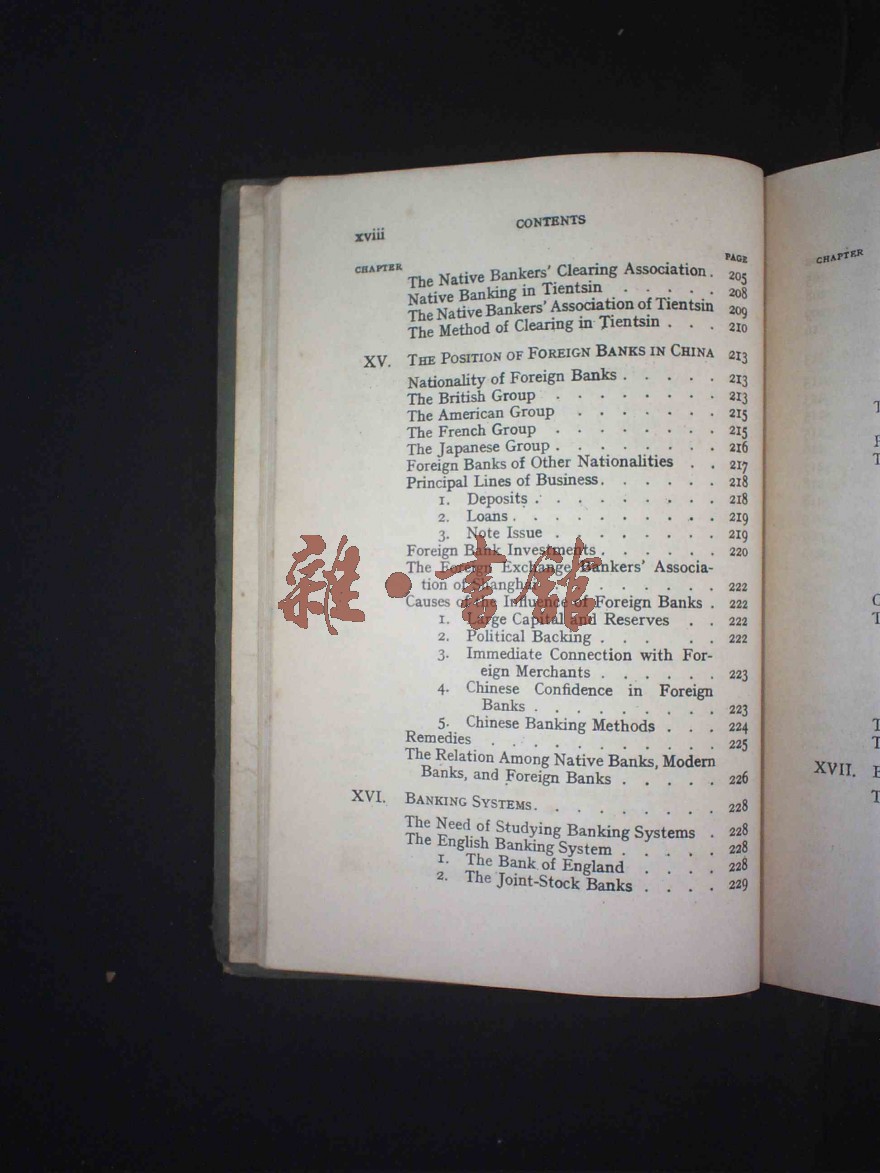 xviii
CONTENTS
CHAPTER
PAGE
The Native Bankers' Clearing Association . 205
Native Banking in Tientsin . . . . . 208
The Native Bankers' Association of Tientsin 209
The Method of Clearing in Tientsin . . . 210
XV. THE POSITION OF FOREIGN BANKS IN CHINA 213
Nationality of Foreign Banks . . . . . 213
The British Group . . . . . . . . 213
The American Group . . . . . . . 215
The French Group . . . . . . . . 215
The Japanese Group . . . . . . . . 216
Foreign Banks of Other Nationalities . . 217
Principal Lines of Business . . . . . . 218
1. Deposits . . . . . . . . . 218
2. Loans . . . . . . . . . . 219
3. Note Issue . . . . . . . . 219
Foreign Bank Investments . . . . . . 220
The Foreign Exchange Bankers' Associa-
tion of Shanghai . . . . . . . . 222
Causes of the Influence of Foreign Banks . 222
1. Large Capital and Reserves . . 222
2. Political Backing . . . . . . 222
3. Immediate Connection with For-
eign Merchants . . . . . . 223
4. Chinese Confidence in Foreign
Banks . . . . . . . . . 223
5. Chinese Banking Methods . . . 224
Remedies . . . . . . . . . . . 225
The Relation Among Native Banks, Modern
Banks, and Foreign Banks . . . . . 226
XVI. BANKING SYSTEMS . . . . . . . . 228
The Need of Studying Banking Systems . 228
The English Banking System . . . . . 228
1. The Bank of England . . . . 228
2. The Joint-Stock Banks . . . . 229
雜·書館
CHAPTER
XVII.